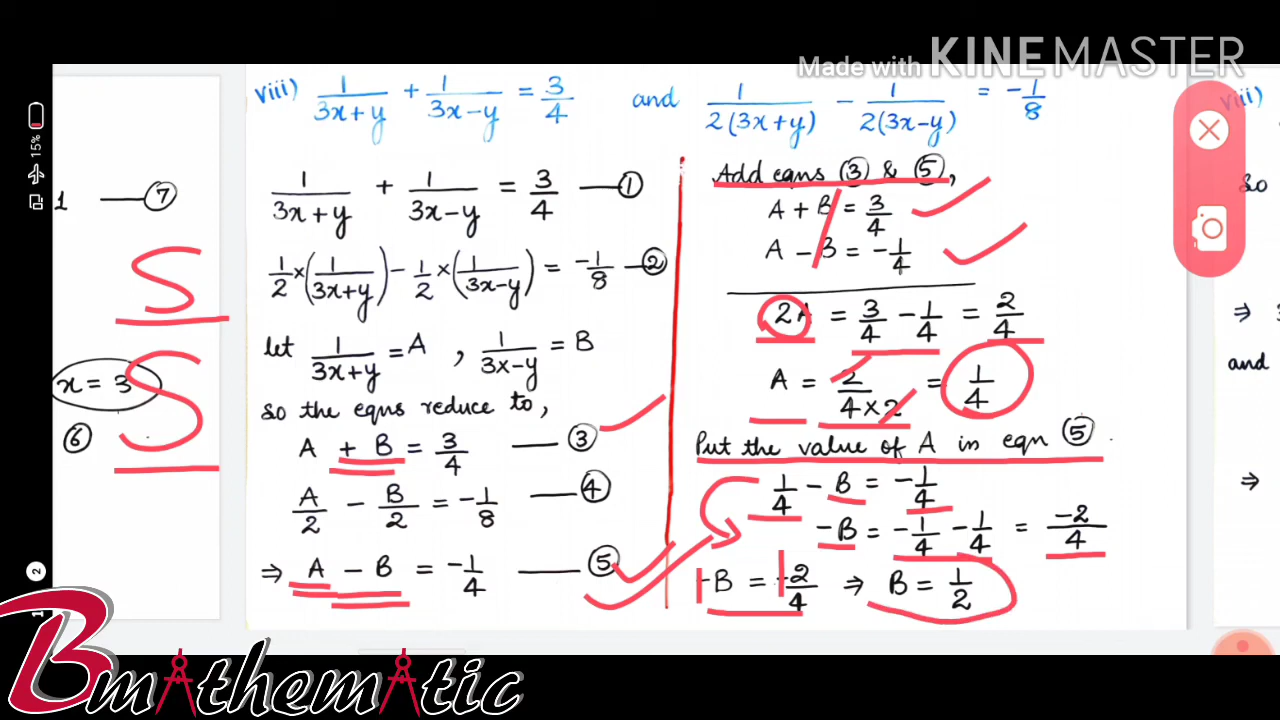 Made with KINEMASTER
15%
1 —— ⑦
x = 3
⑥
2
viii) 1/(3x+y) + 1/(3x-y) = 3/4 and 1/(2(3x+y)) - 1/(2(3x-y)) = -1/8
1/(3x+y) + 1/(3x-y) = 3/4 —— ①
1/2 × (1/(3x+y)) - 1/2 × (1/(3x-y)) = -1/8 —— ②
let 1/(3x+y) = A , 1/(3x-y) = B
so the eqns reduce to,
A + B = 3/4 —— ③
A/2 - B/2 = -1/8 —— ④
⇒ A - B = -1/4 —— ⑤
Add eqns ③ & ⑤,
A + B = 3/4
A - B = -1/4
2A = 3/4 - 1/4 = 2/4
A = 2/(4×2) = 1/4
Put the value of A in eqn ⑤.
1/4 - B = -1/4
-B = -1/4 - 1/4 = -2/4
-B = -2/4 ⇒ B = 1/2
viii)
so
⇒ 3
and
⇒
Bmathematic